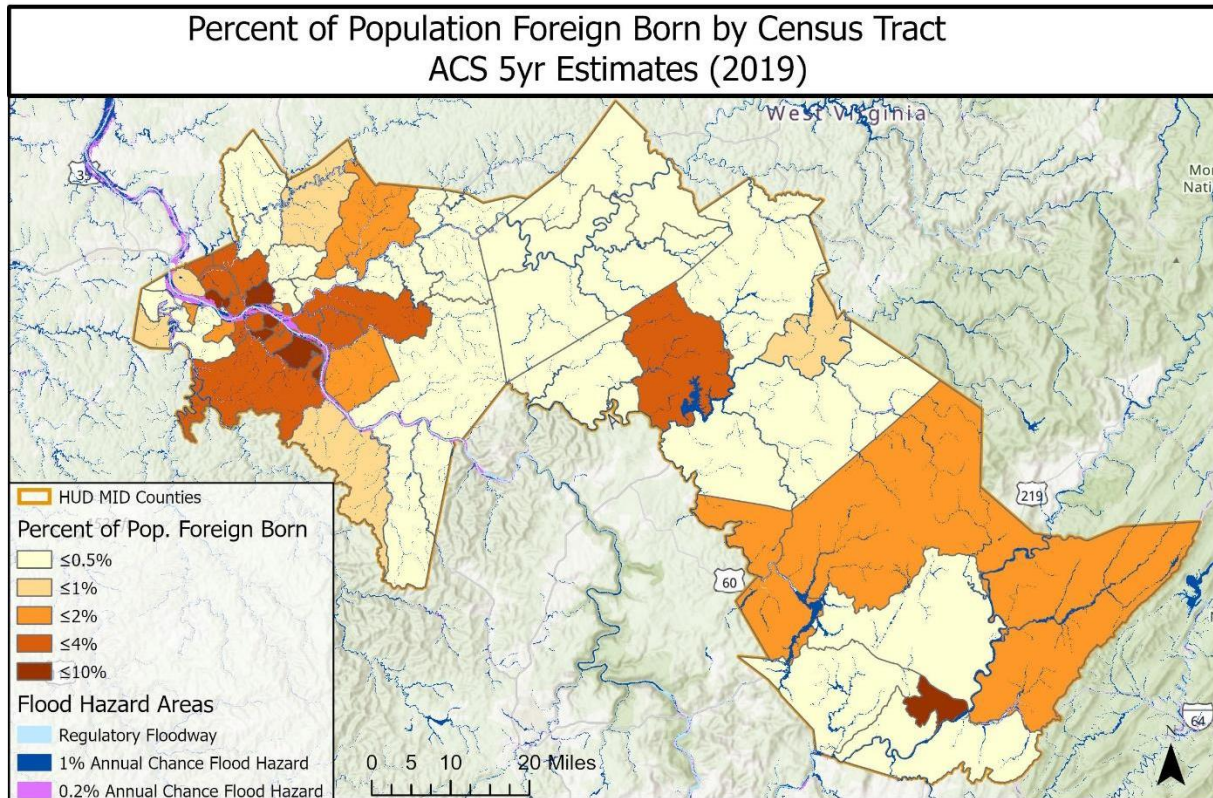 Percent of Population Foreign Born by Census Tract
ACS 5yr Estimates (2019)
West Virginia
35
Mon
Nati
219
60
64
N
HUD MID Counties
Percent of Pop. Foreign Born
≤0.5%
≤1%
≤2%
≤4%
≤10%
Flood Hazard Areas
Regulatory Floodway
1% Annual Chance Flood Hazard
0.2% Annual Chance Flood Hazard
0 5 10 20 Miles